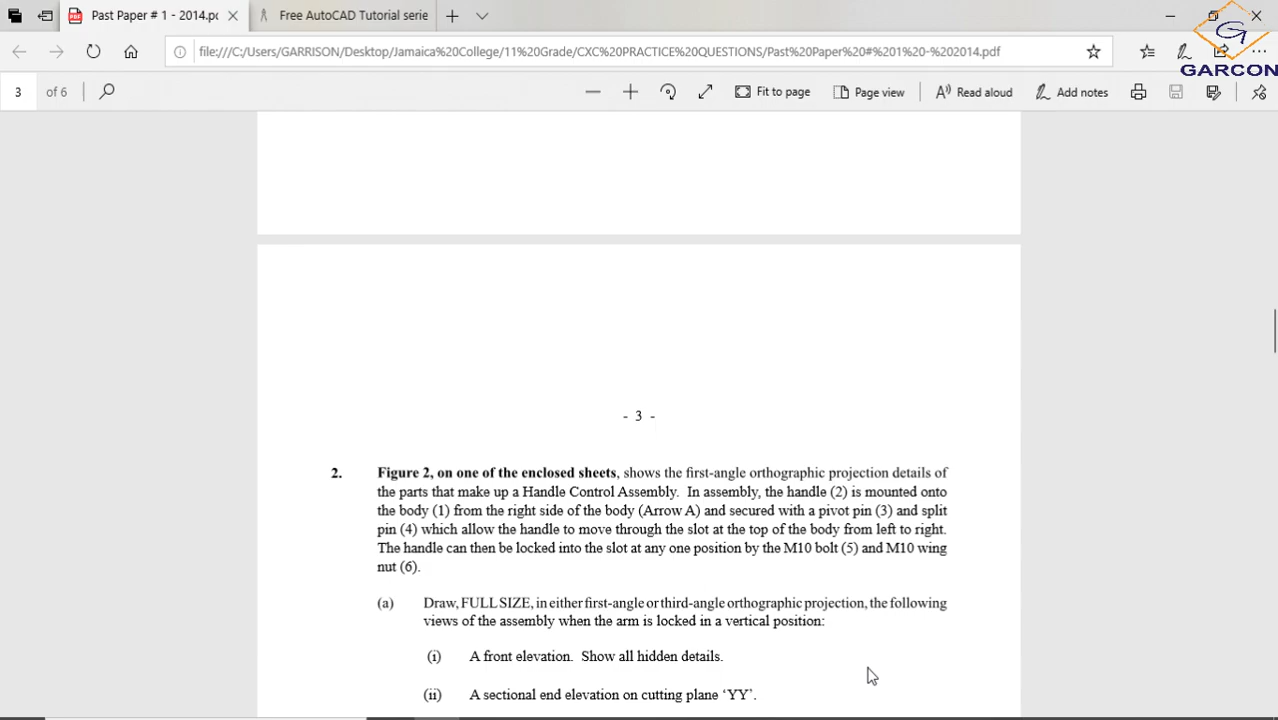 Past Paper # 1 - 2014.pc
Free AutoCAD Tutorial serie
file:///C:/Users/GARRISON/Desktop/Jamaica%20College/11%20Grade/CXC%20PRACTICE%20QUESTIONS/Past%20Paper%20#%201%20-%202014.pdf
GARCON
3 of 6
Fit to page
Page view
Read aloud
Add notes
- 3 -
2. Figure 2, on one of the enclosed sheets, shows the first-angle orthographic projection details of
the parts that make up a Handle Control Assembly. In assembly, the handle (2) is mounted onto
the body (1) from the right side of the body (Arrow A) and secured with a pivot pin (3) and split
pin (4) which allow the handle to move through the slot at the top of the body from left to right.
The handle can then be locked into the slot at any one position by the M10 bolt (5) and M10 wing
nut (6).
(a) Draw, FULL SIZE, in either first-angle or third-angle orthographic projection, the following
views of the assembly when the arm is locked in a vertical position:
(i) A front elevation. Show all hidden details.
(ii) A sectional end elevation on cutting plane ‘YY’.